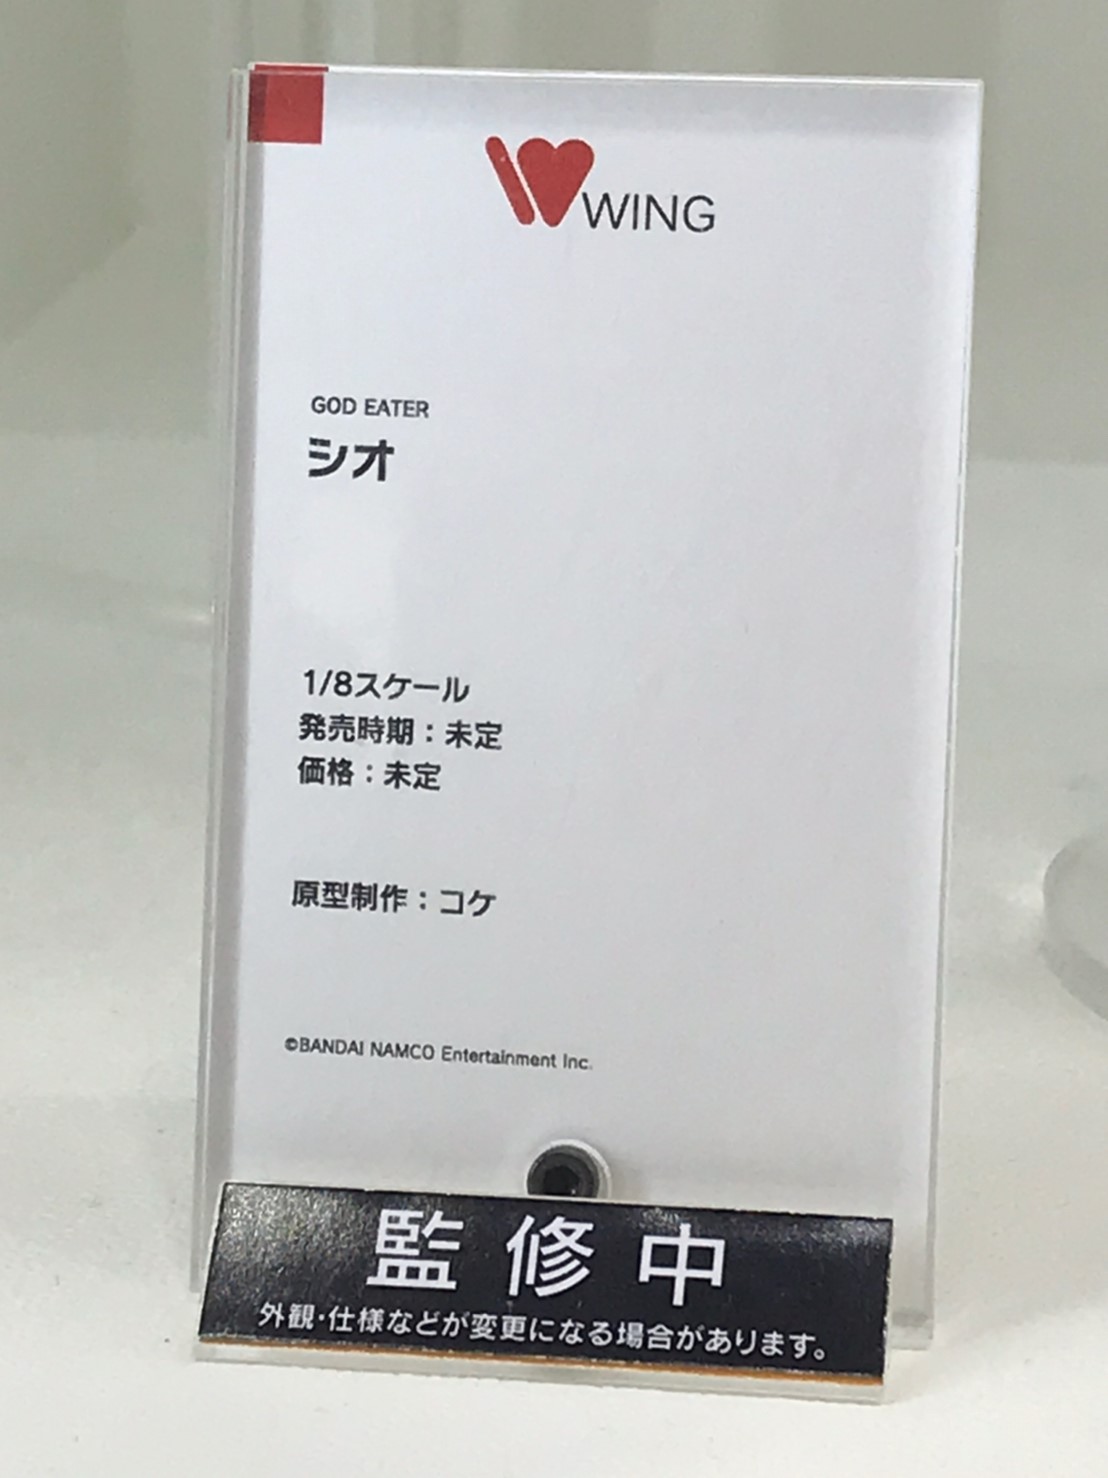 WING
GOD EATER
シオ
1/8スケール
発売時期：未定
価格：未定
原型制作：コケ
©BANDAI NAMCO Entertainment Inc.
監修中
外観･仕様などが変更になる場合があります。